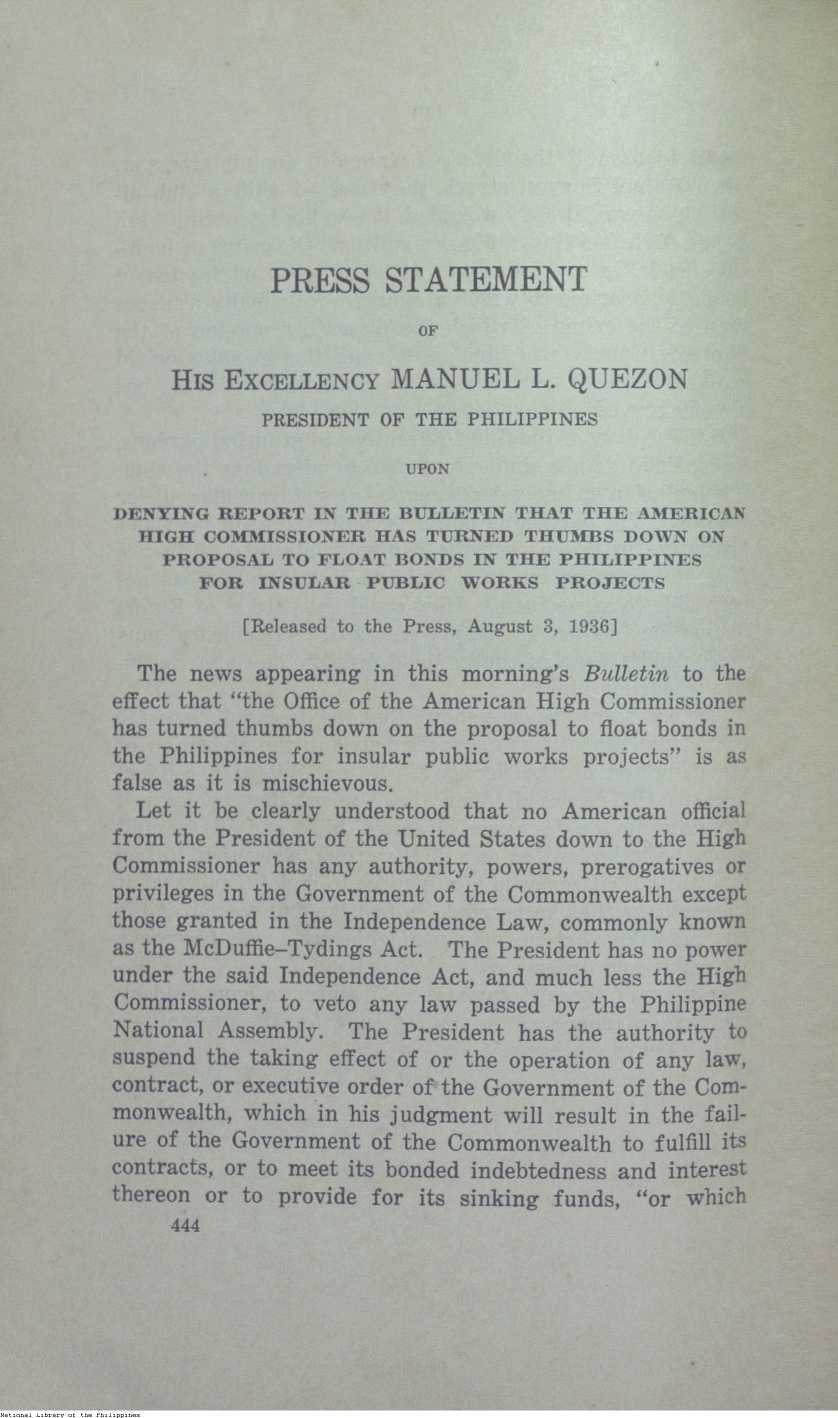 PRESS STATEMENT
OF
HIS EXCELLENCY MANUEL L. QUEZON
PRESIDENT OF THE PHILIPPINES
UPON
DENYING REPORT IN THE BULLETIN THAT THE AMERICAN
HIGH COMMISSIONER HAS TURNED THUMBS DOWN ON
PROPOSAL TO FLOAT BONDS IN THE PHILIPPINES
FOR INSULAR PUBLIC WORKS PROJECTS
[Released to the Press, August 3, 1936]
The news appearing in this morning's Bulletin to the
effect that "the Office of the American High Commissioner
has turned thumbs down on the proposal to float bonds in
the Philippines for insular public works projects" is as
false as it is mischievous.
Let it be clearly understood that no American official
from the President of the United States down to the High
Commissioner has any authority, powers, prerogatives or
privileges in the Government of the Commonwealth except
those granted in the Independence Law, commonly known
as the McDuffie–Tydings Act. The President has no power
under the said Independence Act, and much less the High
Commissioner, to veto any law passed by the Philippine
National Assembly. The President has the authority to
suspend the taking effect of or the operation of any law,
contract, or executive order of the Government of the Com-
monwealth, which in his judgment will result in the fail-
ure of the Government of the Commonwealth to fulfill its
contracts, or to meet its bonded indebtedness and interest
thereon or to provide for its sinking funds, "or which
444
National Library of the Philippines